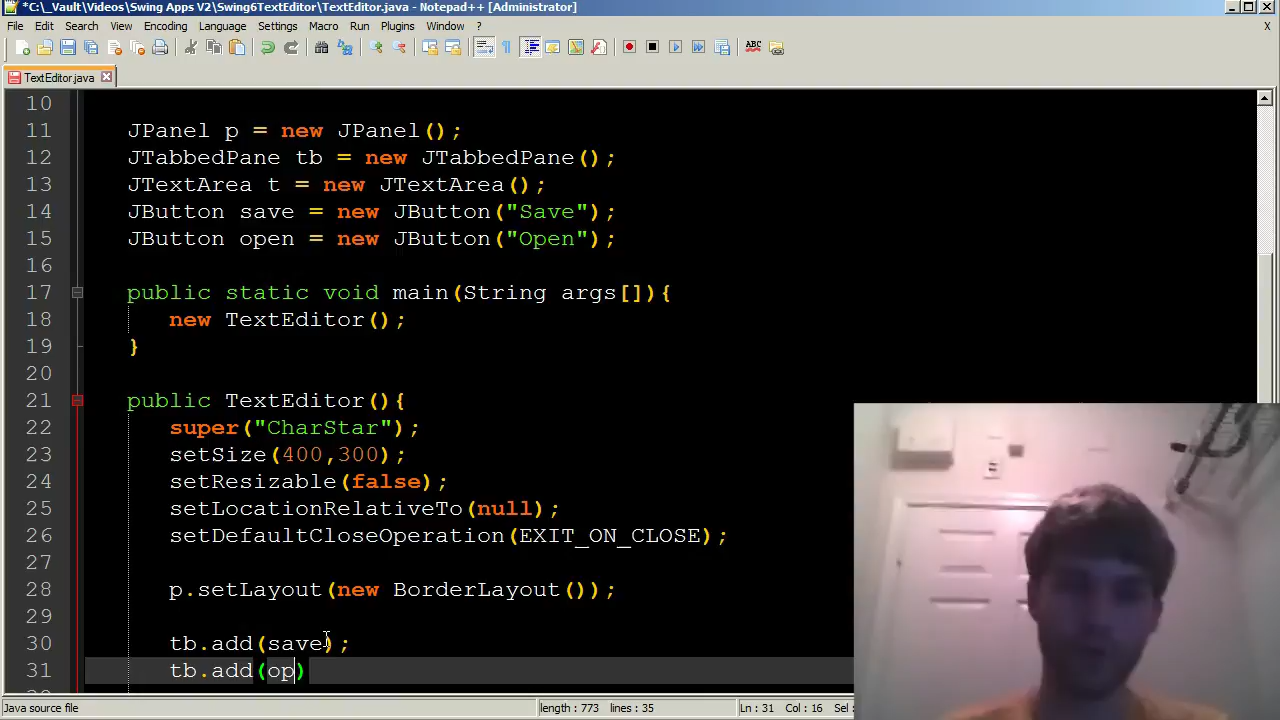 *C:\_Vault\Videos\Swing Apps V2\Swing6TextEditor\TextEditor.java - Notepad++ [Administrator]
File Edit Search View Encoding Language Settings Macro Run Plugins Window ? X
ABC
TextEditor.java
10
11 JPanel p = new JPanel();
12 JTabbedPane tb = new JTabbedPane();
13 JTextArea t = new JTextArea();
14 JButton save = new JButton("Save");
15 JButton open = new JButton("Open");
16
17 public static void main(String args[]){
18 new TextEditor();
19 }
20
21 public TextEditor(){
22 super("CharStar");
23 setSize(400,300);
24 setResizable(false);
25 setLocationRelativeTo(null);
26 setDefaultCloseOperation(EXIT_ON_CLOSE);
27
28 p.setLayout(new BorderLayout());
29
30 tb.add(save);
31 tb.add(op)
Java source file length : 773 lines : 35 Ln : 31 Col : 16 Sel :